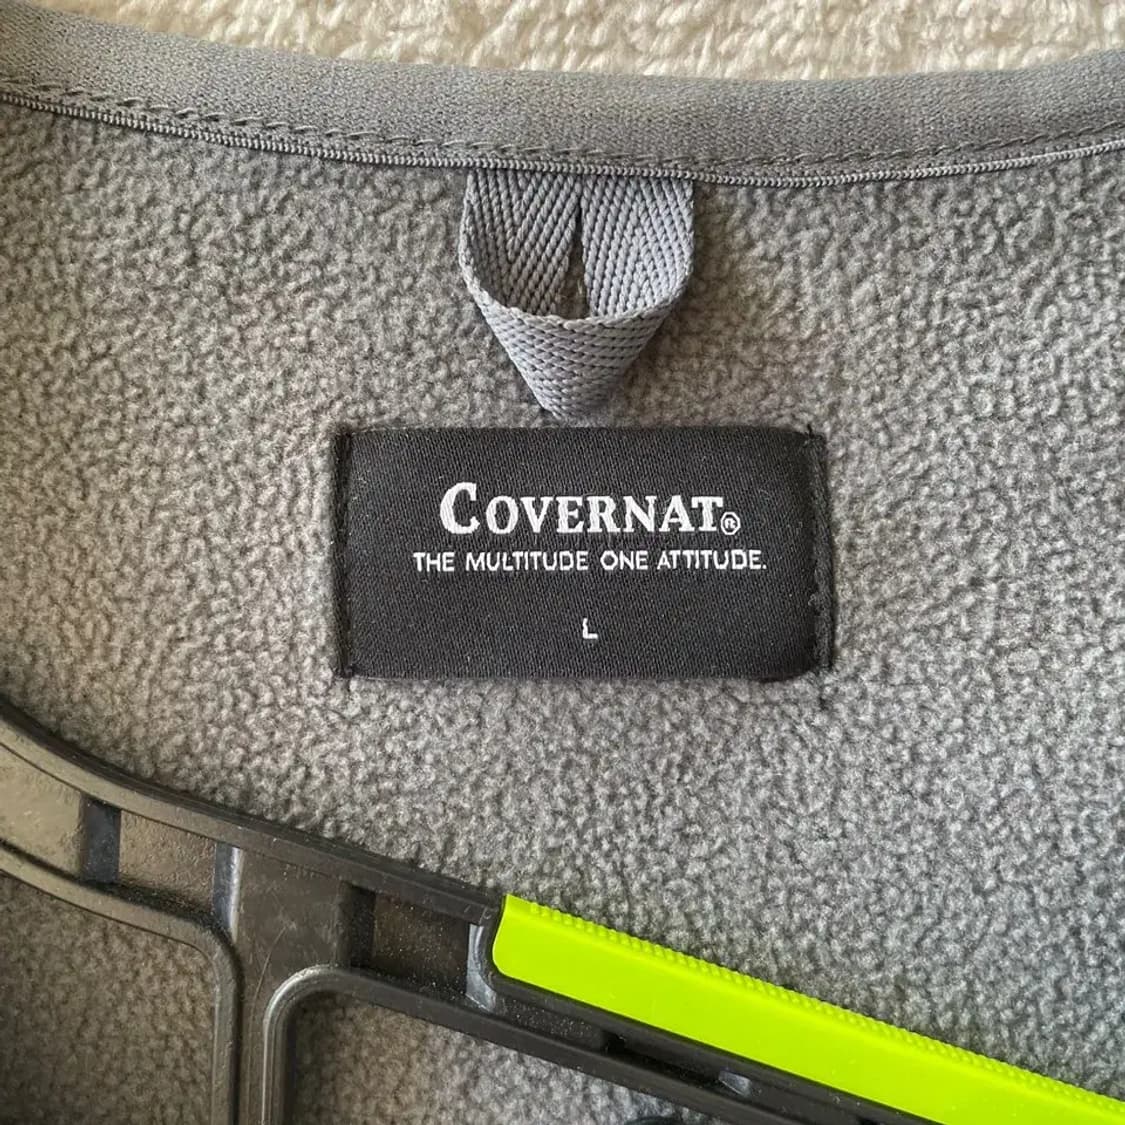 COVERNAT®
THE MULTITUDE ONE ATTITUDE.
L